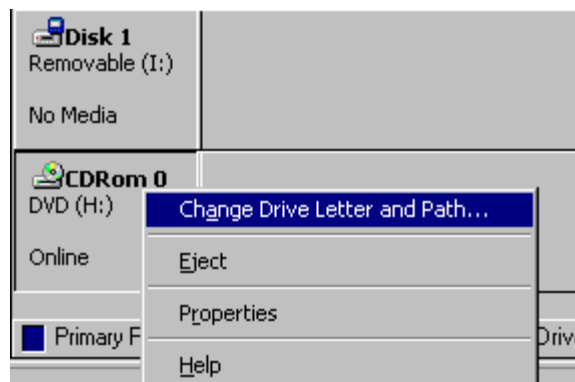 Disk 1
Removable (I:)
No Media
CDRom 0
DVD (H:)
Online
Change Drive Letter and Path...
Eject
Properties
Help
Primary F
Driv